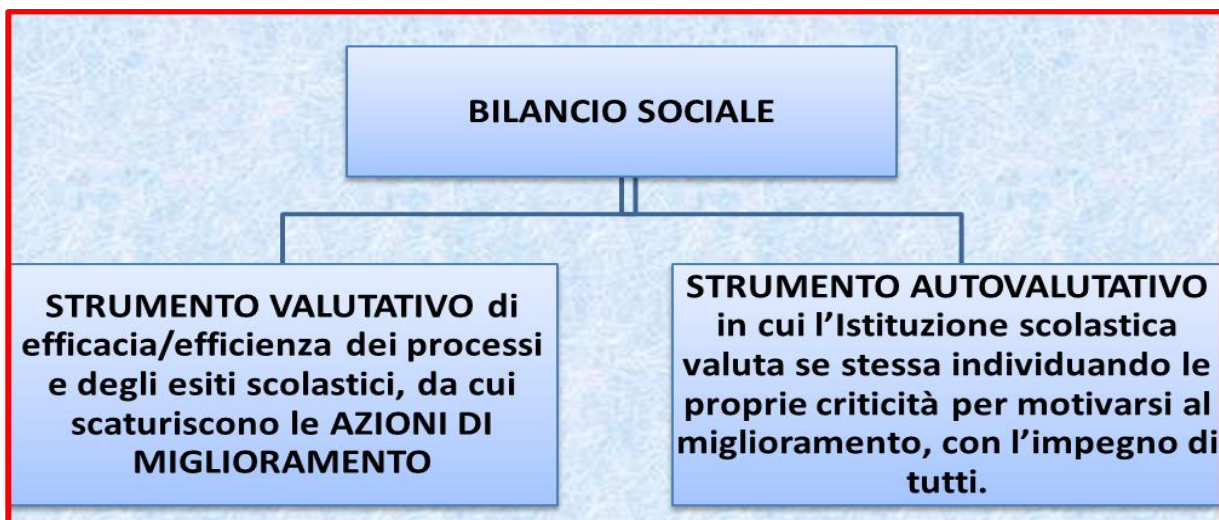 BILANCIO SOCIALE
STRUMENTO VALUTATIVO di
efficacia/efficienza dei processi
e degli esiti scolastici, da cui
scaturiscono le AZIONI DI
MIGLIORAMENTO
STRUMENTO AUTOVALUTATIVO
in cui l’Istituzione scolastica
valuta se stessa individuando le
proprie criticità per motivarsi al
miglioramento, con l’impegno di
tutti.